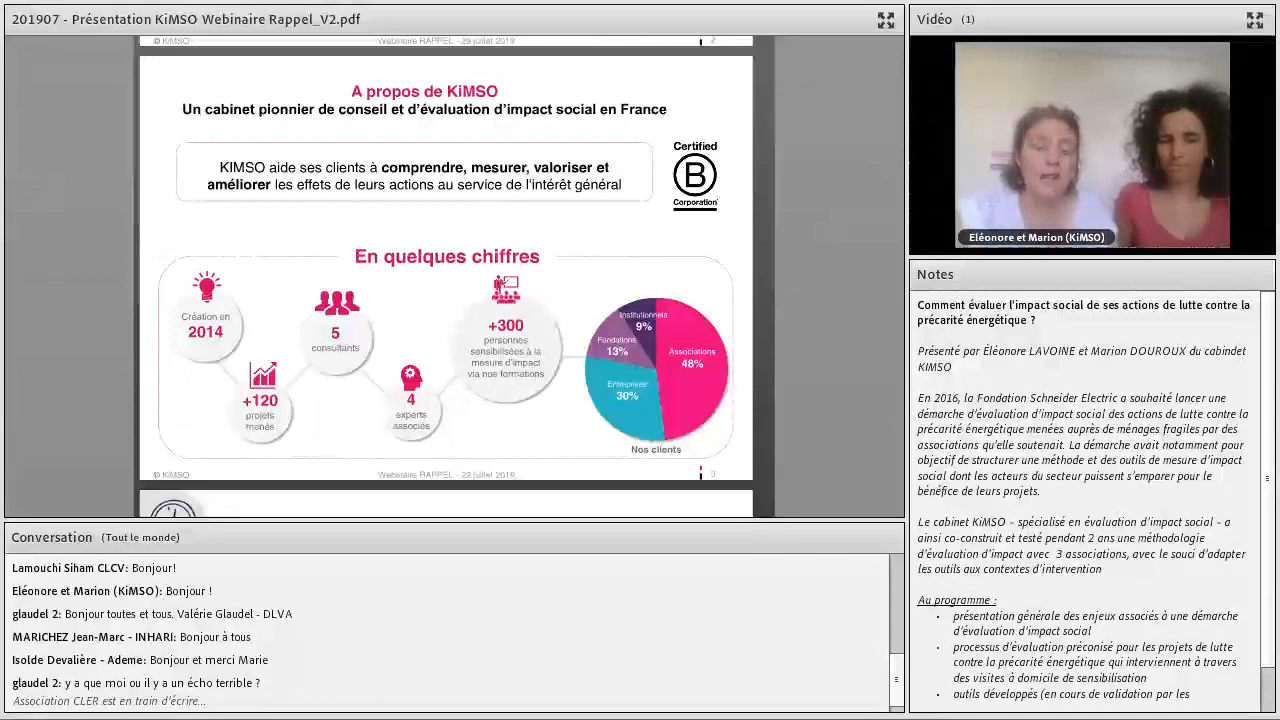 201907 - Présentation KiMSO Webinaire Rappel_V2.pdf
© KIMSO
Webinaire RAPPEL - 29 juillet 2019
2
A propos de KiMSO
Un cabinet pionnier de conseil et d'évaluation d'impact social en France
KIMSO aide ses clients à comprendre, mesurer, valoriser et
améliorer les effets de leurs actions au service de l'intérêt général
Certified
B
Corporation
En quelques chiffres
Création en
2014
+120
projets
menés
5
consultants
4
experts
associés
+300
personnes
sensibilisées à la
mesure d'impact
via nos formations
Institutionnels
9%
Fondations
13%
Associations
48%
Entreprises
30%
Nos clients
© KIMSO
Webinaire RAPPEL - 29 juillet 2019
3
Conversation (Tout le monde)
Lamouchi Siham CLCV: Bonjour!
Eléonore et Marion (KiMSO): Bonjour !
glaudel 2: Bonjour toutes et tous. Valérie Glaudel - DLVA
MARICHEZ Jean-Marc - INHARI: Bonjour à tous
Isolde Devalière - Ademe: Bonjour et merci Marie
glaudel 2: y a que moi ou il y a un écho terrible ?
Association CLER est en train d'écrire...
Vidéo (1)
Eléonore et Marion (KiMSO)
Notes
Comment évaluer l'impact social de ses actions de lutte contre la
précarité énergétique ?
Présenté par Éléonore LAVOINE et Marion DOUROUX, du cabinet
KIMSO
En 2016, la Fondation Schneider Electric a souhaité lancer une
démarche d'évaluation d'impact social des actions de lutte contre la
précarité énergétique menées auprès de ménages fragiles par des
associations qu'elle soutenait. La démarche avait notamment pour
objectif de structurer une méthode et des outils de mesure d'impact
social dont les acteurs du secteur puissent s'emparer pour le
bénéfice de leurs projets.
Le cabinet KiMSO – spécialisé en évaluation d'impact social – a
ainsi co-construit et testé pendant 2 ans une méthodologie
d'évaluation d'impact avec 3 associations, avec le souci d'adapter
les outils aux contextes d'intervention
Au programme :
• présentation générale des enjeux associés à une démarche
d'évaluation d'impact social
• processus d'évaluation préconisé pour les projets de lutte
contre la précarité énergétique qui interviennent à travers
des visites à domicile de sensibilisation
• outils développés (en cours de validation par les